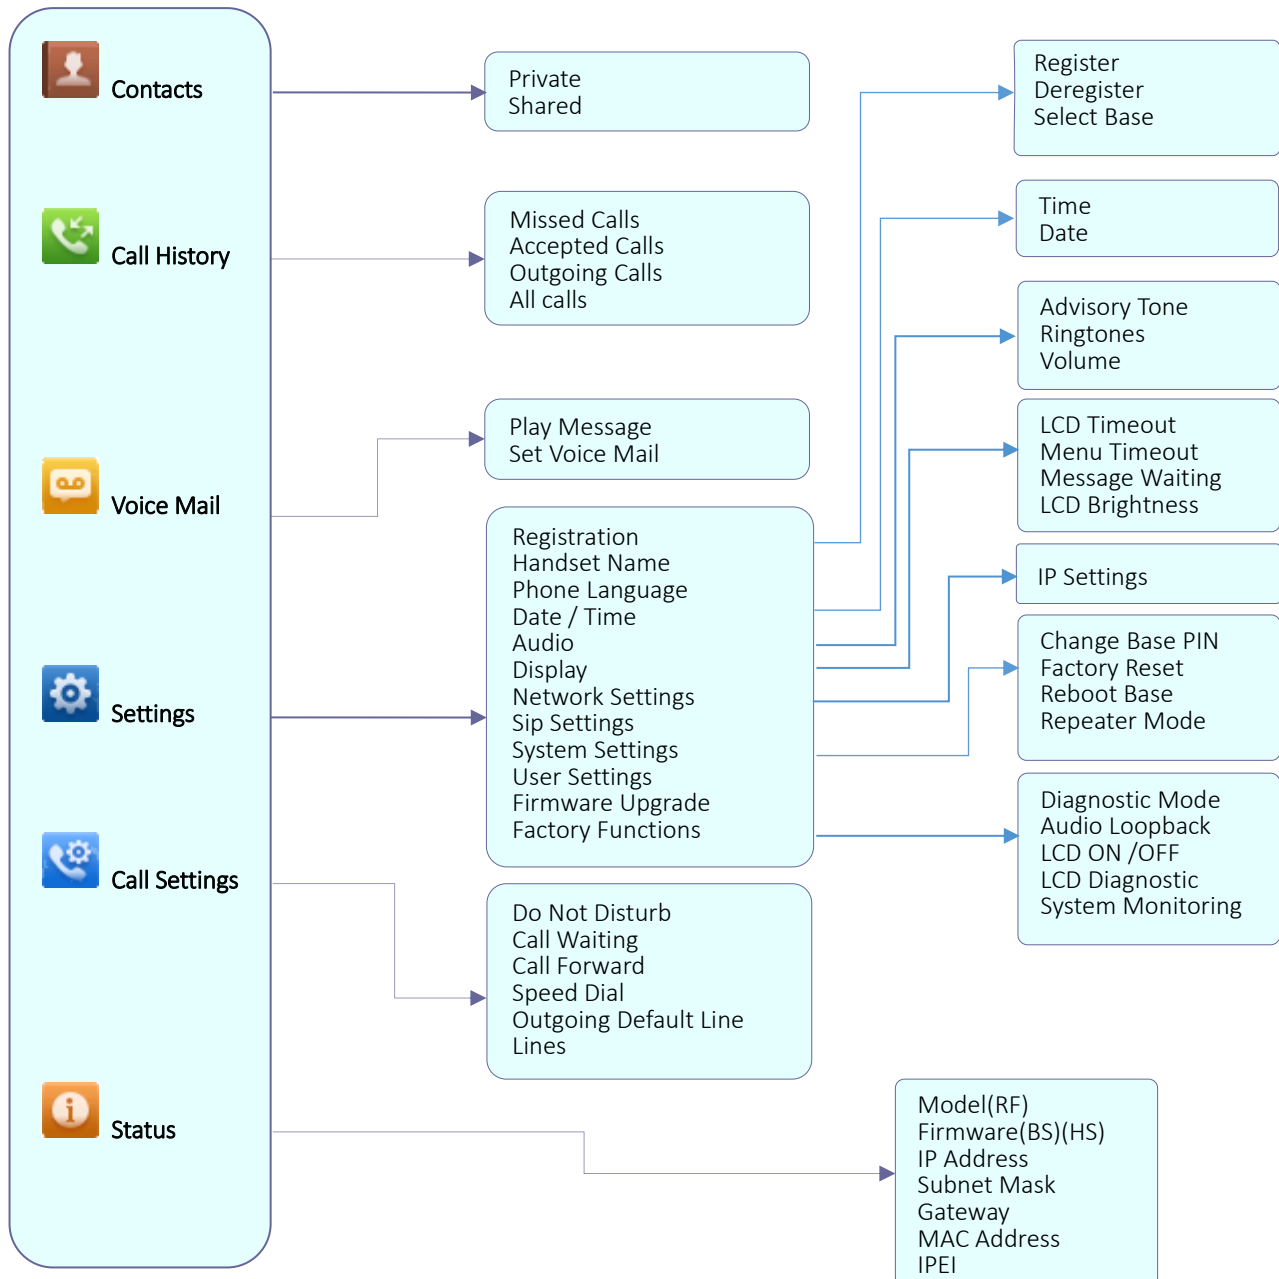 Contacts
Call History
Voice Mail
Settings
Call Settings
Status
Private
Shared
Missed Calls
Accepted Calls
Outgoing Calls
All calls
Play Message
Set Voice Mail
Registration
Handset Name
Phone Language
Date / Time
Audio
Display
Network Settings
Sip Settings
System Settings
User Settings
Firmware Upgrade
Factory Functions
Do Not Disturb
Call Waiting
Call Forward
Speed Dial
Outgoing Default Line
Lines
Register
Deregister
Select Base
Time
Date
Advisory Tone
Ringtones
Volume
LCD Timeout
Menu Timeout
Message Waiting
LCD Brightness
IP Settings
Change Base PIN
Factory Reset
Reboot Base
Repeater Mode
Diagnostic Mode
Audio Loopback
LCD ON /OFF
LCD Diagnostic
System Monitoring
Model(RF)
Firmware(BS)(HS)
IP Address
Subnet Mask
Gateway
MAC Address
IPEI